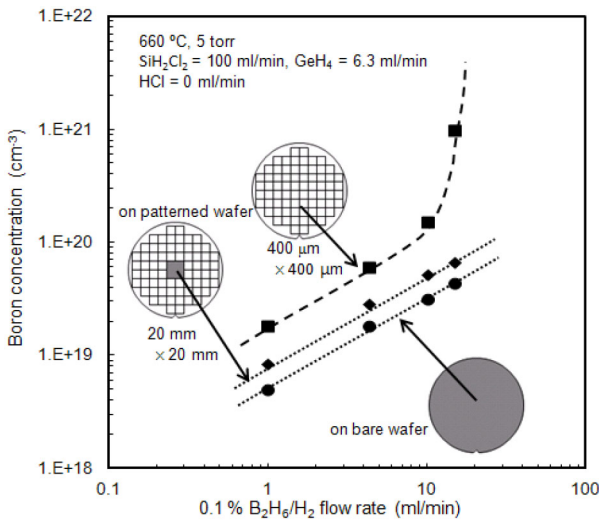 1.E+22
660 ºC, 5 torr
SiH₂Cl₂ = 100 ml/min, GeH₄ = 6.3 ml/min
HCl = 0 ml/min
1.E+21
on patterned wafer
1.E+20
400 µm
× 400 µm
20 mm
× 20 mm
1.E+19
on bare wafer
1.E+18
0.1
1
10
100
0.1 % B₂H₆/H₂ flow rate (ml/min)
Boron concentration (cm⁻³)